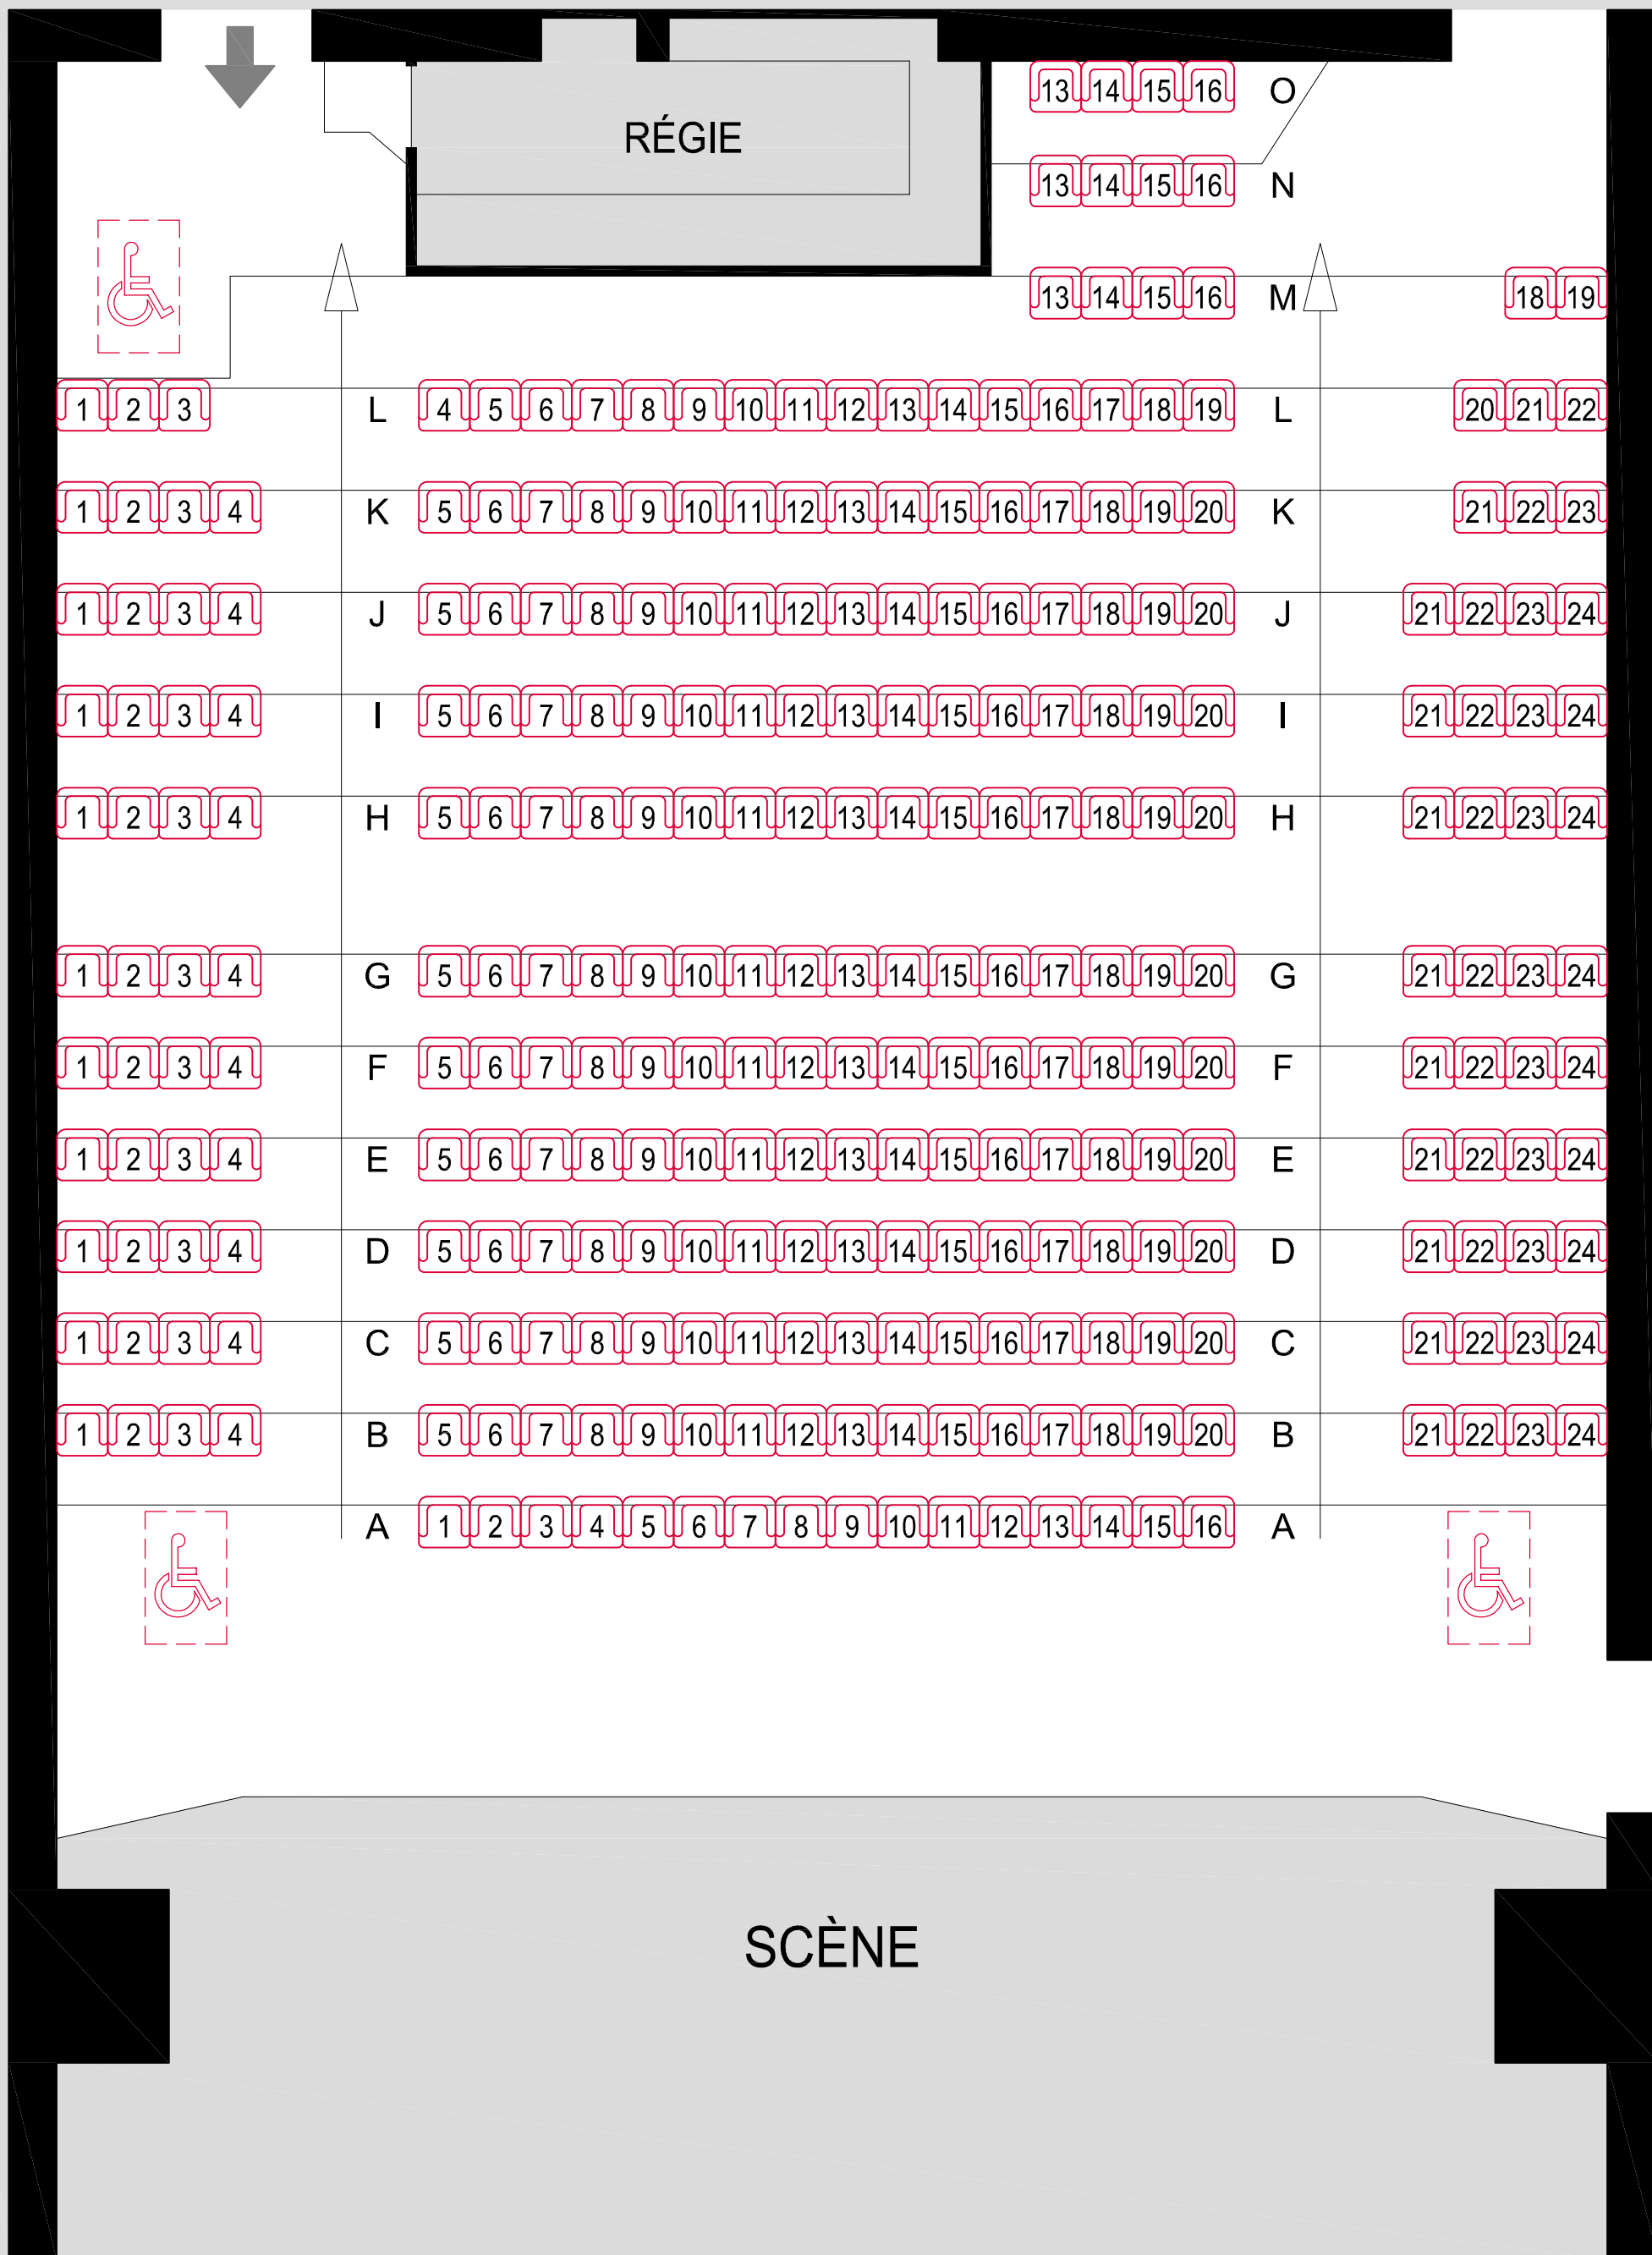 13 14 15 16 O
RÉGIE
13 14 15 16 N
13 14 15 16 M 18 19
1 2 3 L 4 5 6 7 8 9 10 11 12 13 14 15 16 17 18 19 L 20 21 22
1 2 3 4 K 5 6 7 8 9 10 11 12 13 14 15 16 17 18 19 20 K 21 22 23
1 2 3 4 J 5 6 7 8 9 10 11 12 13 14 15 16 17 18 19 20 J 21 22 23 24
1 2 3 4 I 5 6 7 8 9 10 11 12 13 14 15 16 17 18 19 20 I 21 22 23 24
1 2 3 4 H 5 6 7 8 9 10 11 12 13 14 15 16 17 18 19 20 H 21 22 23 24
1 2 3 4 G 5 6 7 8 9 10 11 12 13 14 15 16 17 18 19 20 G 21 22 23 24
1 2 3 4 F 5 6 7 8 9 10 11 12 13 14 15 16 17 18 19 20 F 21 22 23 24
1 2 3 4 E 5 6 7 8 9 10 11 12 13 14 15 16 17 18 19 20 E 21 22 23 24
1 2 3 4 D 5 6 7 8 9 10 11 12 13 14 15 16 17 18 19 20 D 21 22 23 24
1 2 3 4 C 5 6 7 8 9 10 11 12 13 14 15 16 17 18 19 20 C 21 22 23 24
1 2 3 4 B 5 6 7 8 9 10 11 12 13 14 15 16 17 18 19 20 B 21 22 23 24
A 1 2 3 4 5 6 7 8 9 10 11 12 13 14 15 16 A
SCÈNE